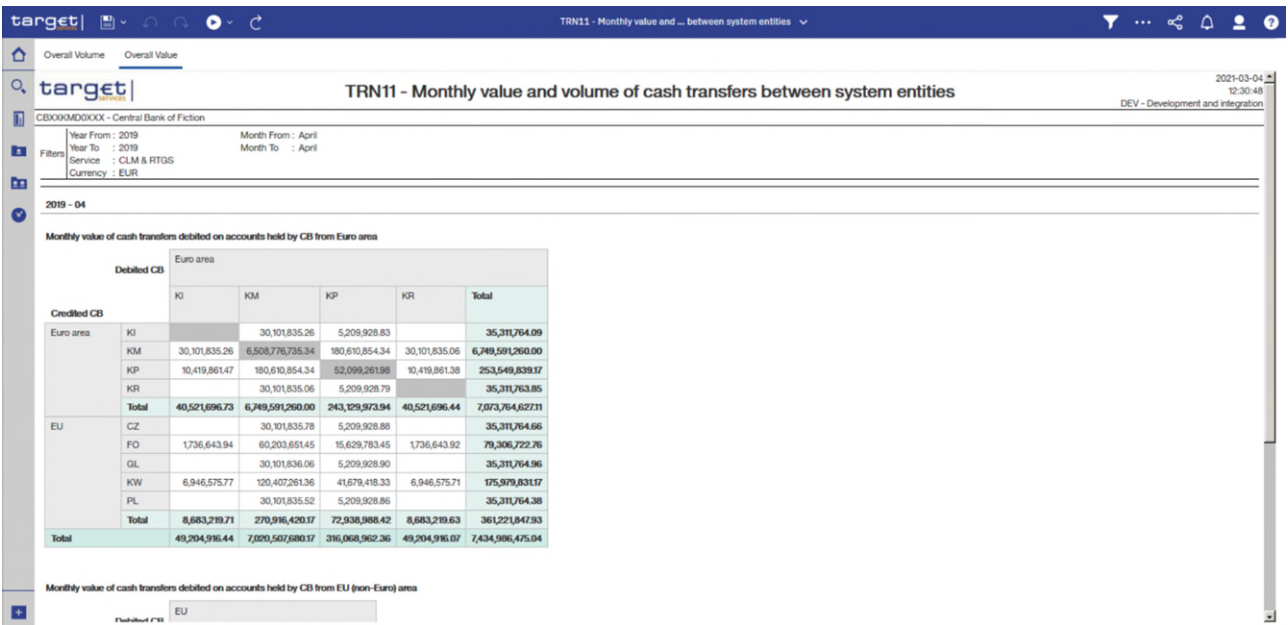 target| TRN11 - Monthly value and ... between system entities
services
Overall Volume Overall Value
target| TRN11 - Monthly value and volume of cash transfers between system entities 2021-03-04
services 12:30:48
DEV - Development and integration
CBXXKMD0XXX - Central Bank of Fiction
Filters
Year From : 2019 Month From : April
Year To : 2019 Month To : April
Service : CLM & RTGS
Currency : EUR
2019 - 04
Monthly value of cash transfers debited on accounts held by CB from Euro area
Debited CB Euro area
Credited CB KI KM KP KR Total
Euro area KI 30,101,835.26 5,209,928.83 35,311,764.09
KM 30,101,835.26 6,508,776,735.34 180,610,854.34 30,101,835.06 6,749,591,260.00
KP 10,419,861.47 180,610,854.34 52,099,261.98 10,419,861.38 253,549,839.17
KR 30,101,835.06 5,209,928.79 35,311,763.85
Total 40,521,696.73 6,749,591,260.00 243,129,973.94 40,521,696.44 7,073,764,627.11
EU CZ 30,101,835.78 5,209,928.88 35,311,764.66
FO 1,736,643.94 60,203,651.45 15,629,783.45 1,736,643.92 79,306,722.76
GL 30,101,836.06 5,209,928.90 35,311,764.96
KW 6,946,575.77 120,407,261.36 41,679,418.33 6,946,575.71 175,979,831.17
PL 30,101,835.52 5,209,928.86 35,311,764.38
Total 8,683,219.71 270,916,420.17 72,938,988.42 8,683,219.63 361,221,847.93
Total 49,204,916.44 7,020,507,680.17 316,068,962.36 49,204,916.07 7,434,986,475.04
Monthly value of cash transfers debited on accounts held by CB from EU (non-Euro) area
Debited CB EU